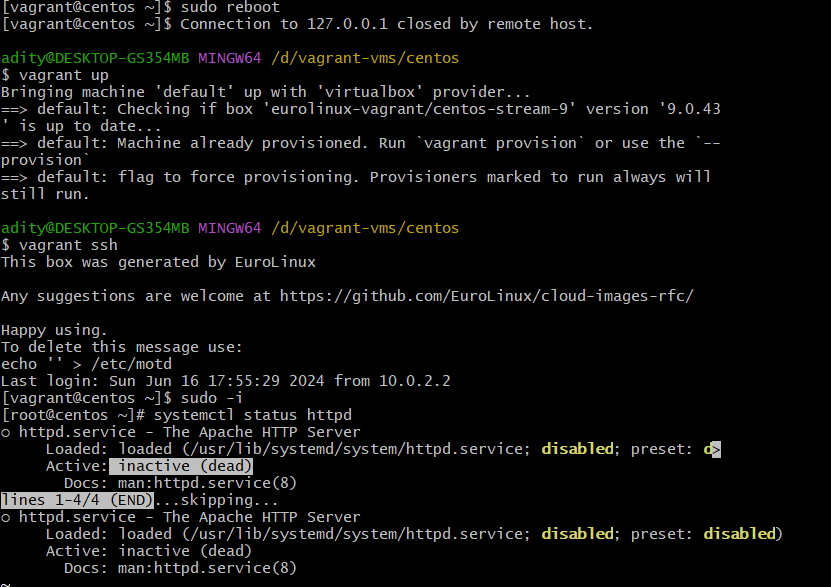 [vagrant@centos ~]$ sudo reboot
[vagrant@centos ~]$ Connection to 127.0.0.1 closed by remote host.
adity@DESKTOP-GS354MB MINGW64 /d/vagrant-vms/centos
$ vagrant up
Bringing machine 'default' up with 'virtualbox' provider...
==> default: Checking if box 'eurolinux-vagrant/centos-stream-9' version '9.0.43
' is up to date...
==> default: Machine already provisioned. Run `vagrant provision` or use the `--
provision`
==> default: flag to force provisioning. Provisioners marked to run always will
still run.
adity@DESKTOP-GS354MB MINGW64 /d/vagrant-vms/centos
$ vagrant ssh
This box was generated by EuroLinux
Any suggestions are welcome at https://github.com/EuroLinux/cloud-images-rfc/
Happy using.
To delete this message use:
echo '' > /etc/motd
Last login: Sun Jun 16 17:55:29 2024 from 10.0.2.2
[vagrant@centos ~]$ sudo -i
[root@centos ~]# systemctl status httpd
○ httpd.service - The Apache HTTP Server
Loaded: loaded (/usr/lib/systemd/system/httpd.service; disabled; preset: d>
Active: inactive (dead)
Docs: man:httpd.service(8)
lines 1-4/4 (END)...skipping...
○ httpd.service - The Apache HTTP Server
Loaded: loaded (/usr/lib/systemd/system/httpd.service; disabled; preset: disabled)
Active: inactive (dead)
Docs: man:httpd.service(8)
~